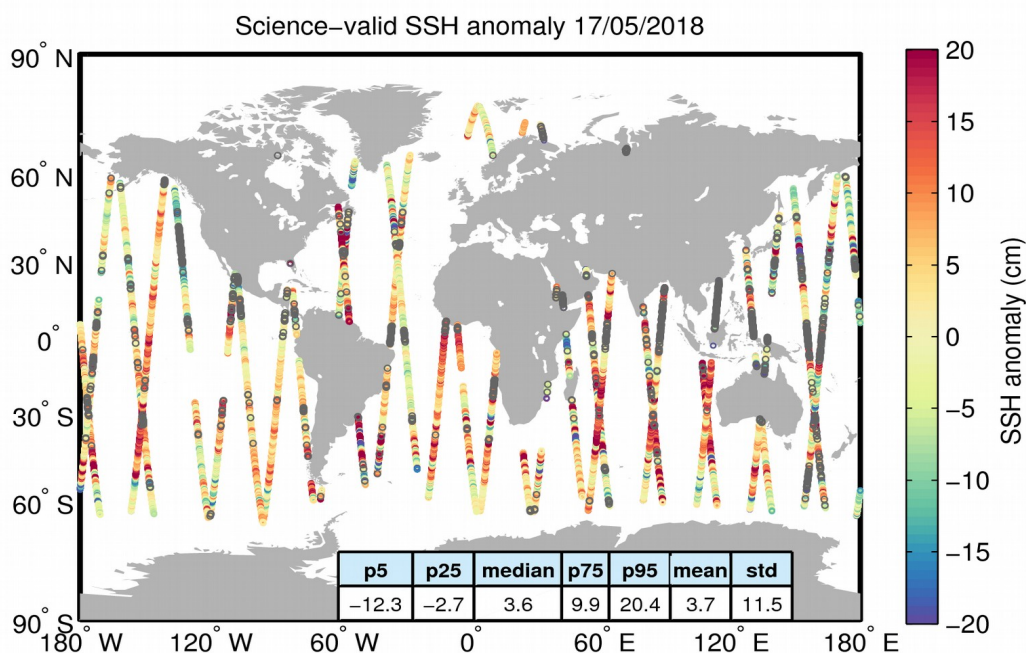 Science−valid SSH anomaly 17/05/2018
90° N
60° N
30° N
0°
30° S
60° S
90° S
180° W
120° W
60° W
0°
60° E
120° E
180° E
p5 p25 median p75 p95 mean std
−12.3 −2.7 3.6 9.9 20.4 3.7 11.5
20
15
10
5
0
−5
−10
−15
−20
SSH anomaly (cm)